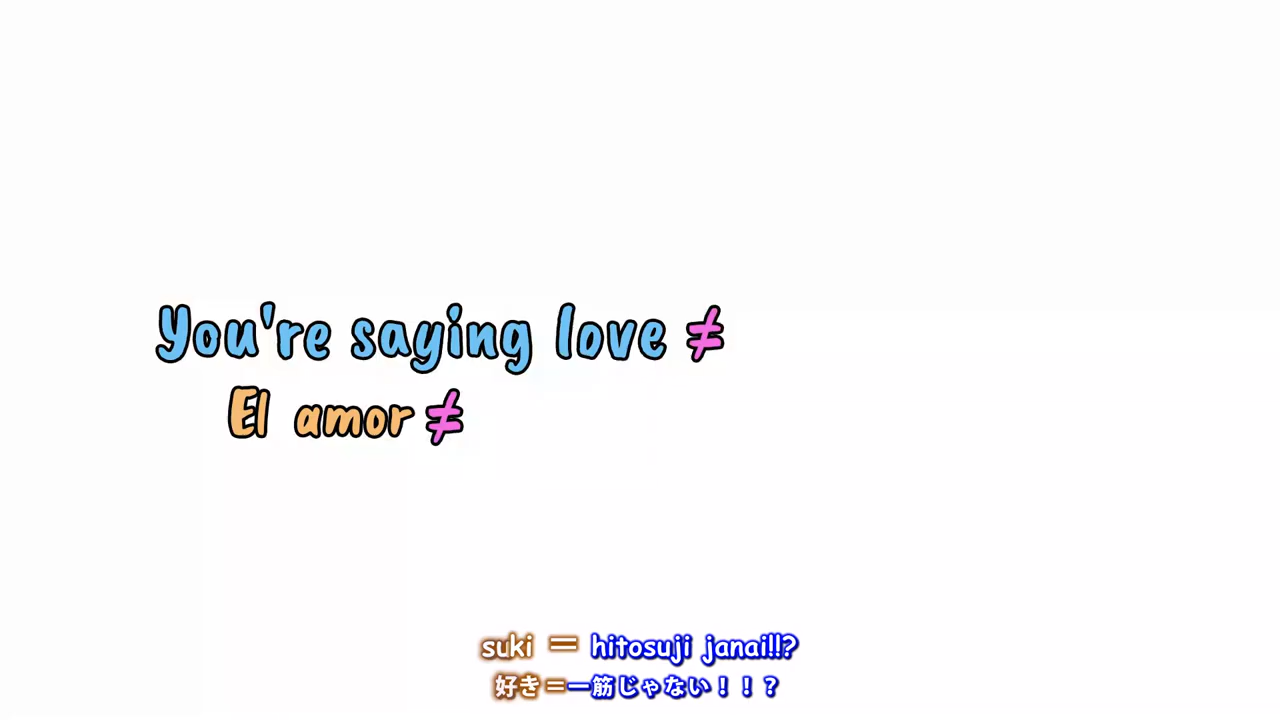 You're saying love ≠
El amor ≠
suki ＝ hitosuji janai!!?
好き＝一筋じゃない！！？